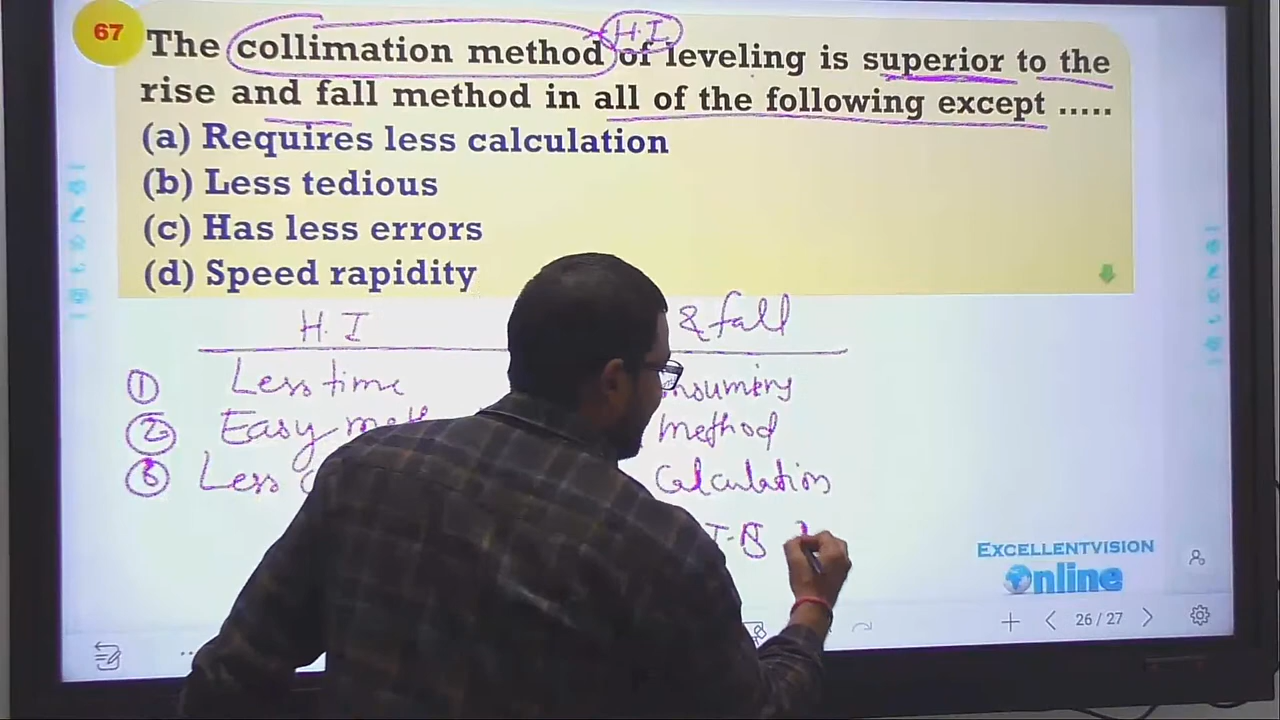 67
The collimation method of leveling is superior to the
H.I
rise and fall method in all of the following except .....
(a) Requires less calculation
(b) Less tedious
(c) Has less errors
(d) Speed rapidity
H.I & fall
① Less time
② Easy method
③ Less Calculation
EXCELLENTVISION
Online
26/27